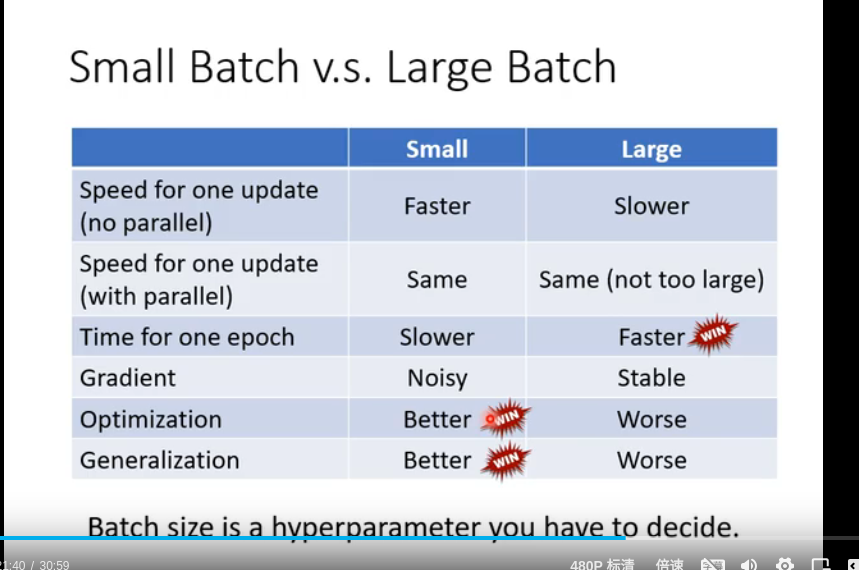 Small Batch v.s. Large Batch
Small Large
Speed for one update
(no parallel)
Faster Slower
Speed for one update
(with parallel)
Same Same (not too large)
Time for one epoch Slower Faster WIN
Gradient Noisy Stable
Optimization Better WIN Worse
Generalization Better WIN Worse
Batch size is a hyperparameter you have to decide.
1:40 / 30:59 480P 标清 倍速